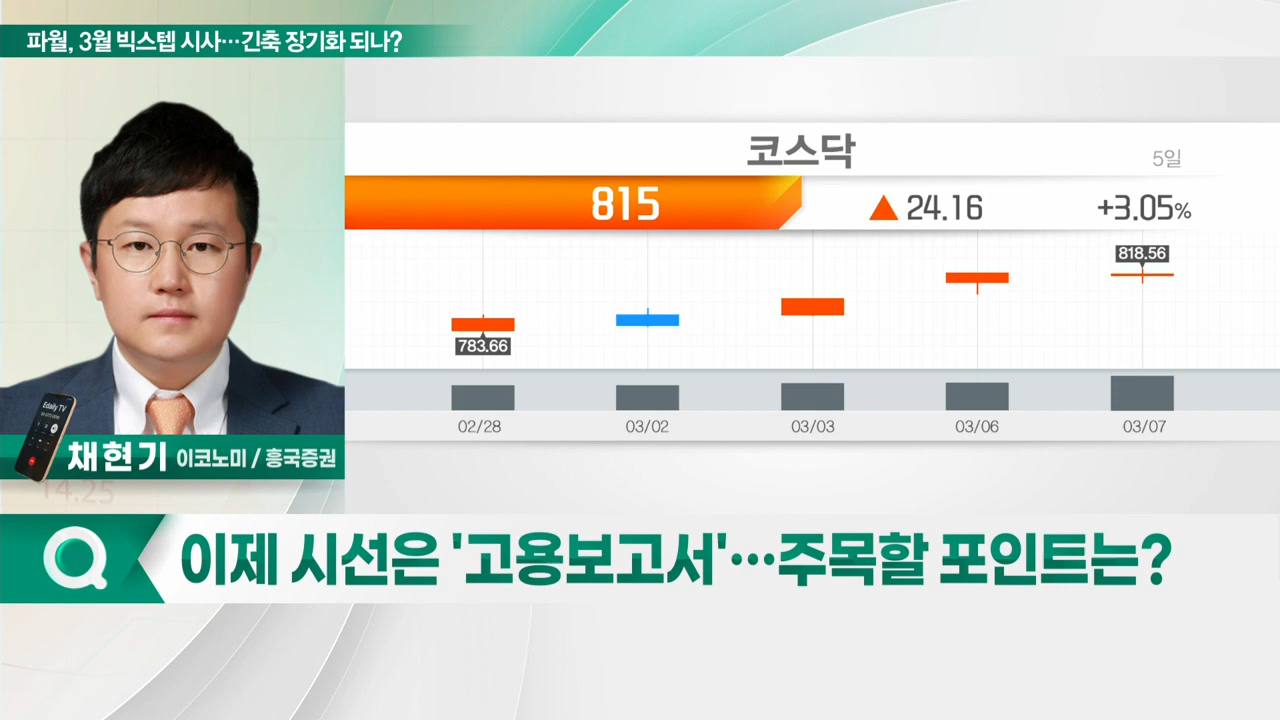 파월, 3월 빅스텝 시사…긴축 장기화 되나?
코스닥
5일
815
▲ 24.16
+3.05%
818.56
783.66
02/28
03/02
03/03
03/06
03/07
Edaily TV
채현기 이코노미 / 흥국증권
14.25
이제 시선은 '고용보고서'…주목할 포인트는?